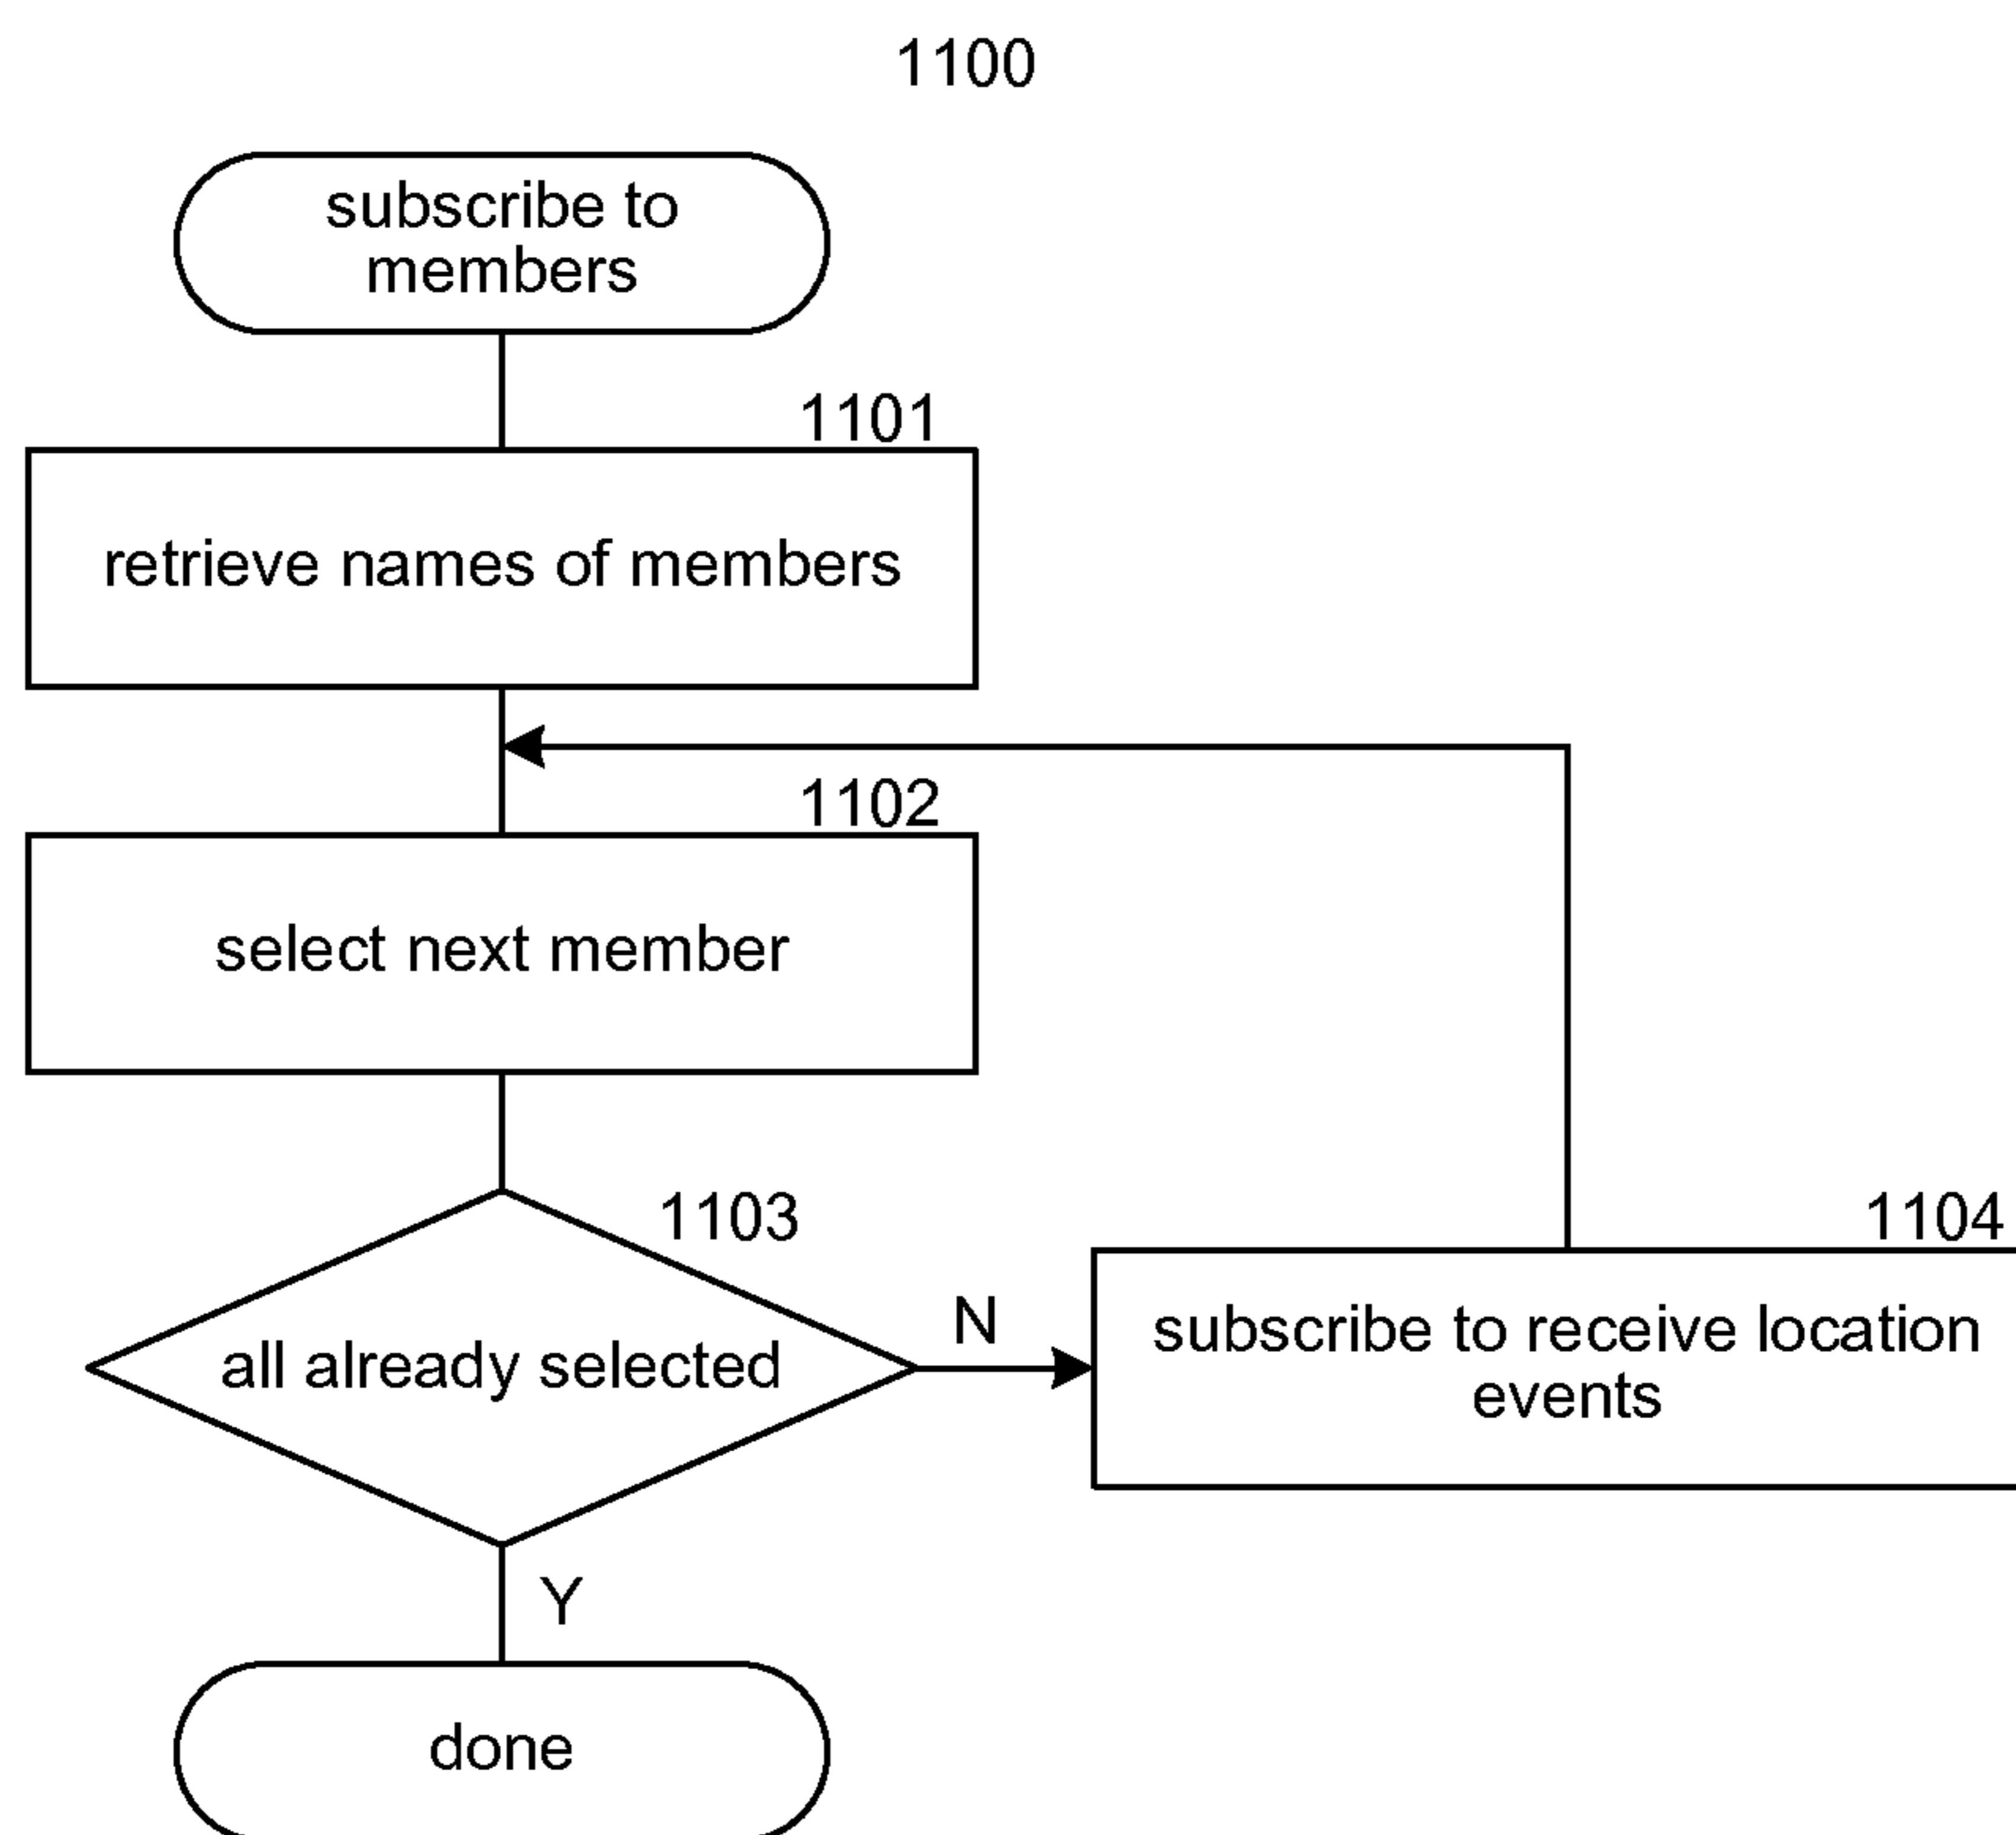 1100
subscribe to
members
1101
retrieve names of members
1102
select next member
1103
all already selected
N
1104
subscribe to receive location
events
Y
done